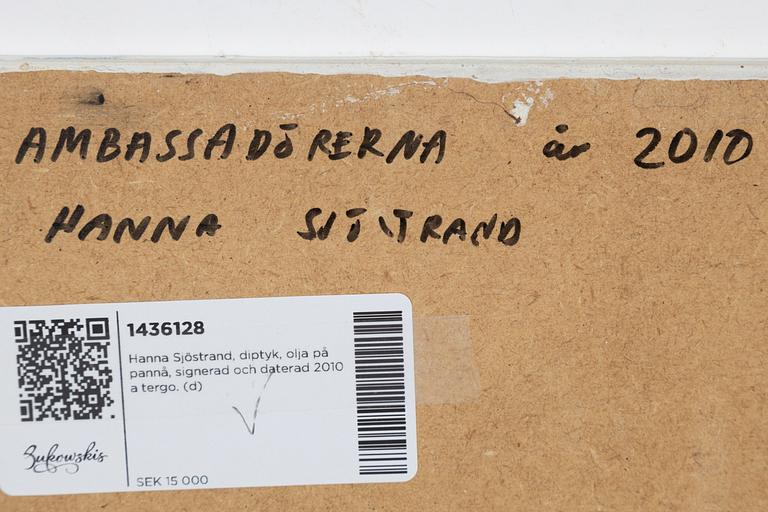 AMBASSADÖRERNA år 2010
HANNA SJÖSTRAND
1436128
Hanna Sjöstrand, diptyk, olja på
pannå, signerad och daterad 2010
a tergo. (d)
Bukowskis
SEK 15 000